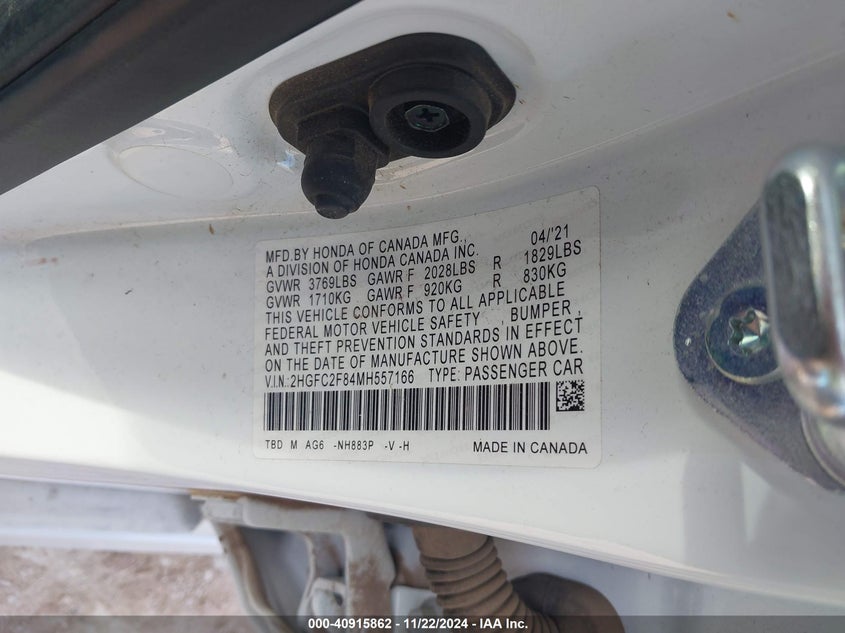 MFD.BY HONDA OF CANADA MFG., 04/'21
A DIVISION OF HONDA CANADA INC.
GVWR 3769LBS GAWR F 2028LBS R 1829LBS
GVWR 1710KG GAWR F 920KG R 830KG
THIS VEHICLE CONFORMS TO ALL APPLICABLE
FEDERAL MOTOR VEHICLE SAFETY , BUMPER ,
AND THEFT PREVENTION STANDARDS IN EFFECT
ON THE DATE OF MANUFACTURE SHOWN ABOVE.
V.I.N.:2HGFC2F84MH557166 TYPE: PASSENGER CAR
TBD M AG6 -NH883P -V -H MADE IN CANADA
000-40915862 - 11/22/2024 - IAA Inc.